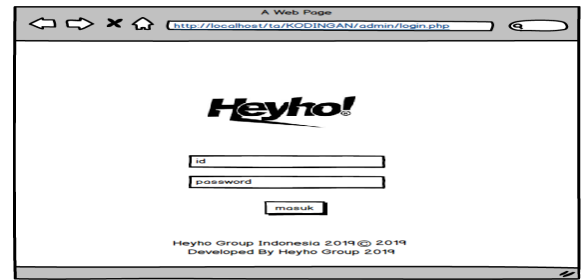 A Web Page
http://localhost/ta/KODINGAN/admin/login.php
Heyho!
id
password
masuk
Heyho Group Indonesia 2019 © 2019
Developed By Heyho Group 2019